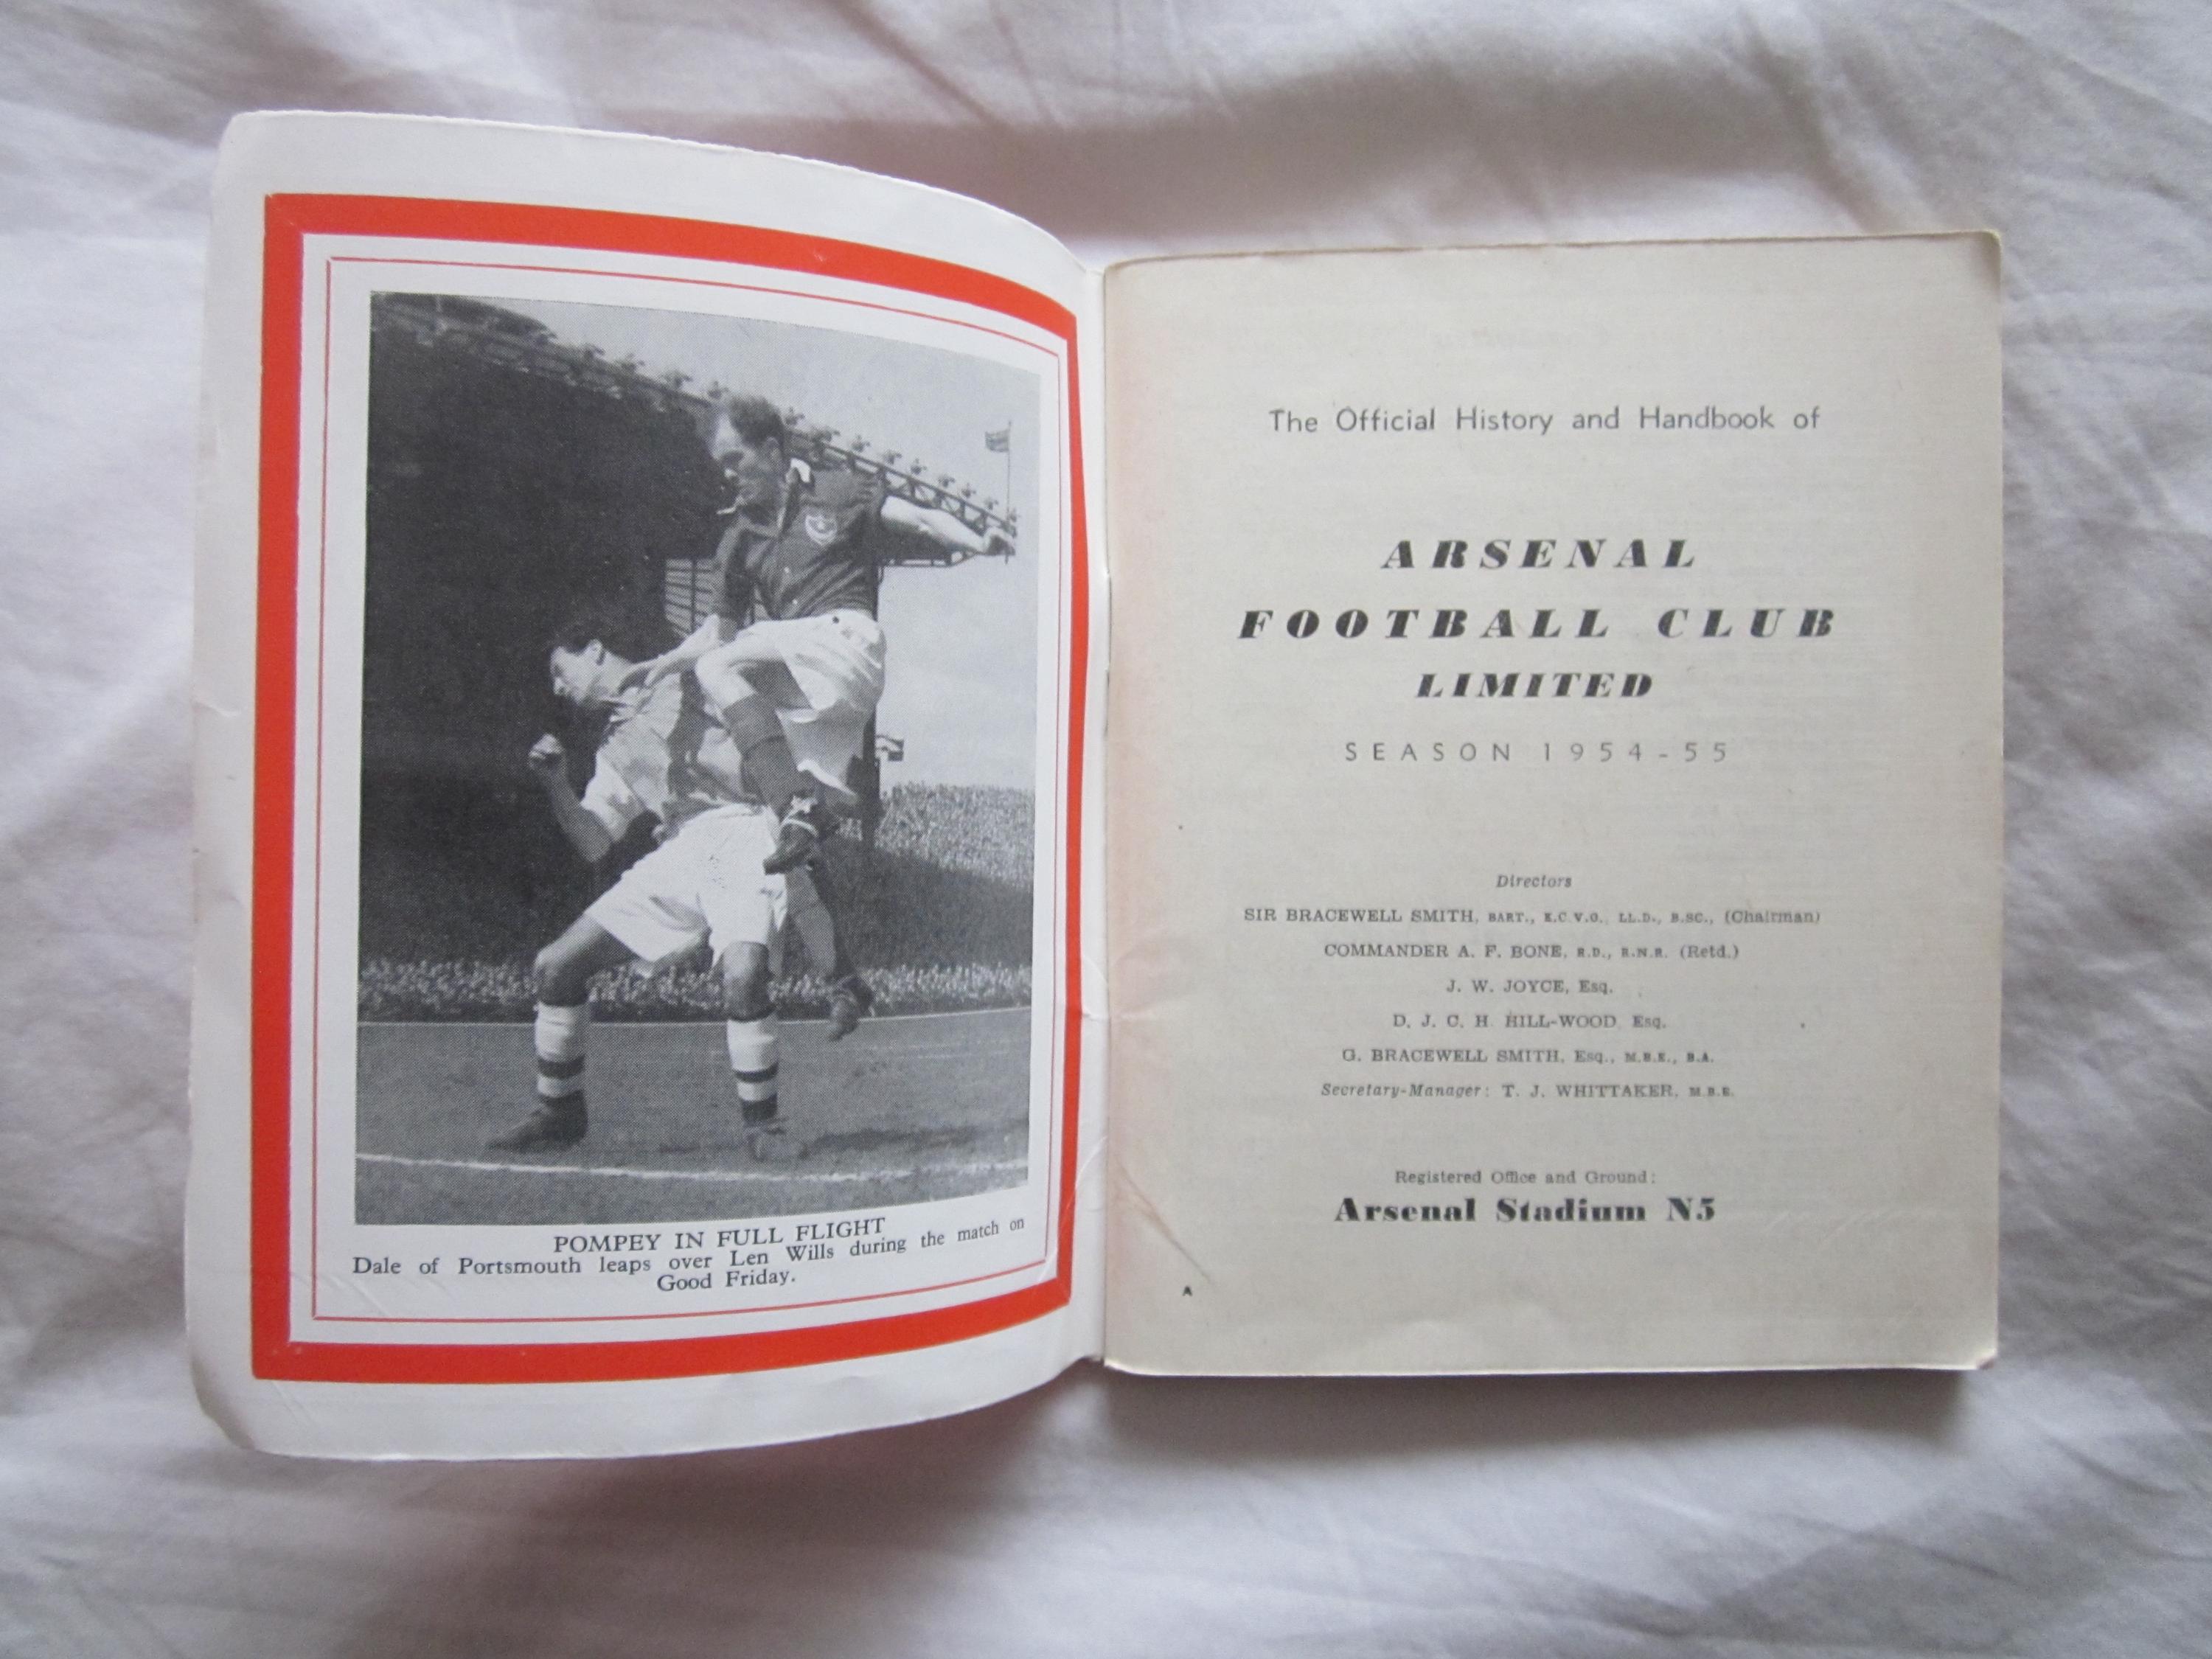 POMPEY IN FULL FLIGHT
Dale of Portsmouth leaps over Len Wills during the match on
Good Friday.
The Official History and Handbook of
ARSENAL
FOOTBALL CLUB
LIMITED
SEASON 1954-55
Directors
SIR BRACEWELL SMITH, BART., K.C.V.O., LL.D., B.SC., (Chairman)
COMMANDER A. F. BONE, R.D., R.N.R. (Retd.)
J. W. JOYCE, Esq.
D. J. C. H. HILL-WOOD, Esq.
G. BRACEWELL SMITH, Esq., M.B.E., B.A.
Secretary-Manager: T. J. WHITTAKER, M.B.E.
Registered Office and Ground:
Arsenal Stadium N5
A